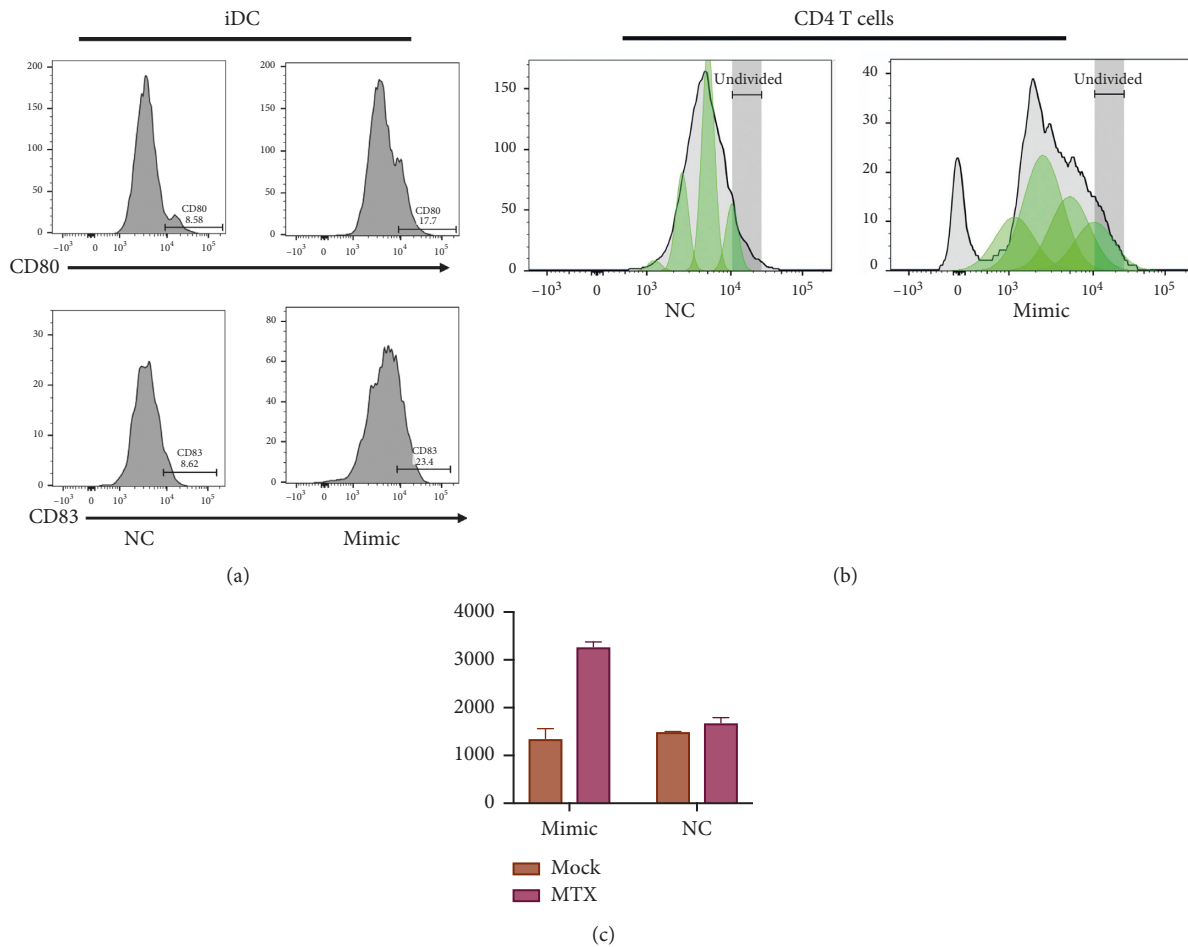 iDC
CD4 T cells
200
150
100
50
0
CD80
8.58
−10³ 0 10³ 10⁴ 10⁵
200
150
100
50
0
CD80
17.7
−10³ 0 10³ 10⁴ 10⁵
CD80
30
20
10
0
CD83
8.62
−10³ 0 10³ 10⁴ 10⁵
80
60
40
20
0
CD83
23.4
−10³ 0 10³ 10⁴ 10⁵
CD83
NC
Mimic
(a)
150
100
50
0
Undivided
−10³ 0 10³ 10⁴ 10⁵
NC
40
30
20
10
0
Undivided
−10³ 0 10³ 10⁴ 10⁵
Mimic
(b)
4000
3000
2000
1000
0
Mimic
NC
Mock
MTX
(c)